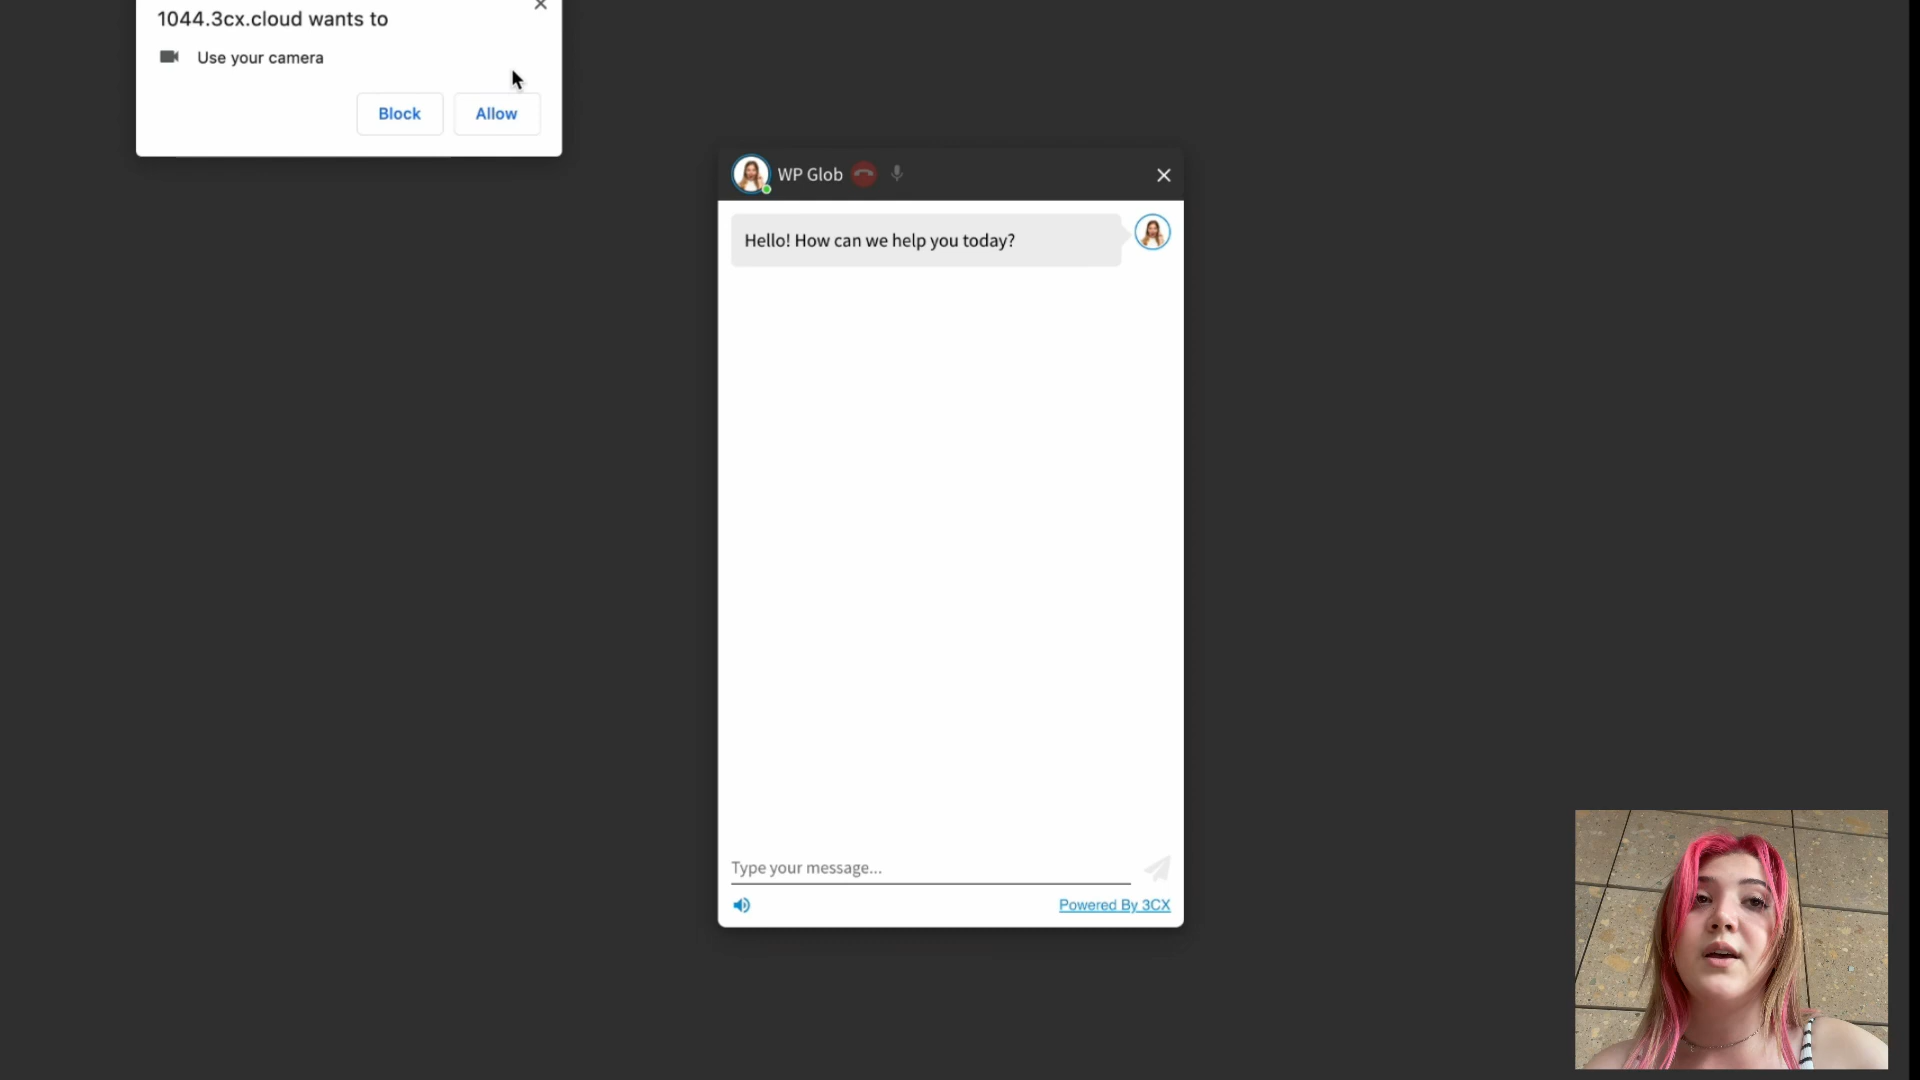 1044.3cx.cloud wants to
Use your camera
Block
Allow
WP Glob
Hello! How can we help you today?
Type your message...
Powered By 3CX